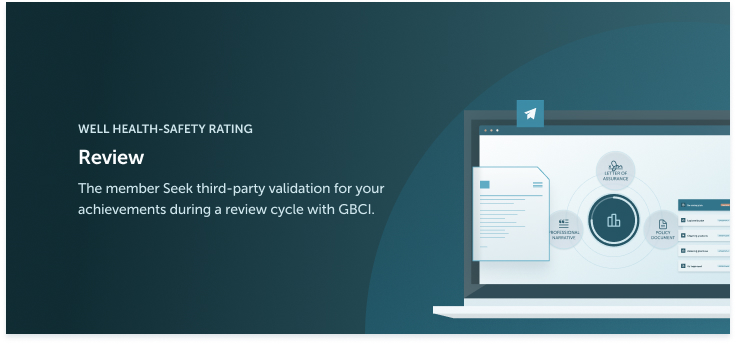 WELL HEALTH-SAFETY RATING
Review
The member Seek third-party validation for your
achievements during a review cycle with GBCI.
LETTER OF
ASSURANCE
PROFESSIONAL
NARRATIVE
POLICY
DOCUMENT